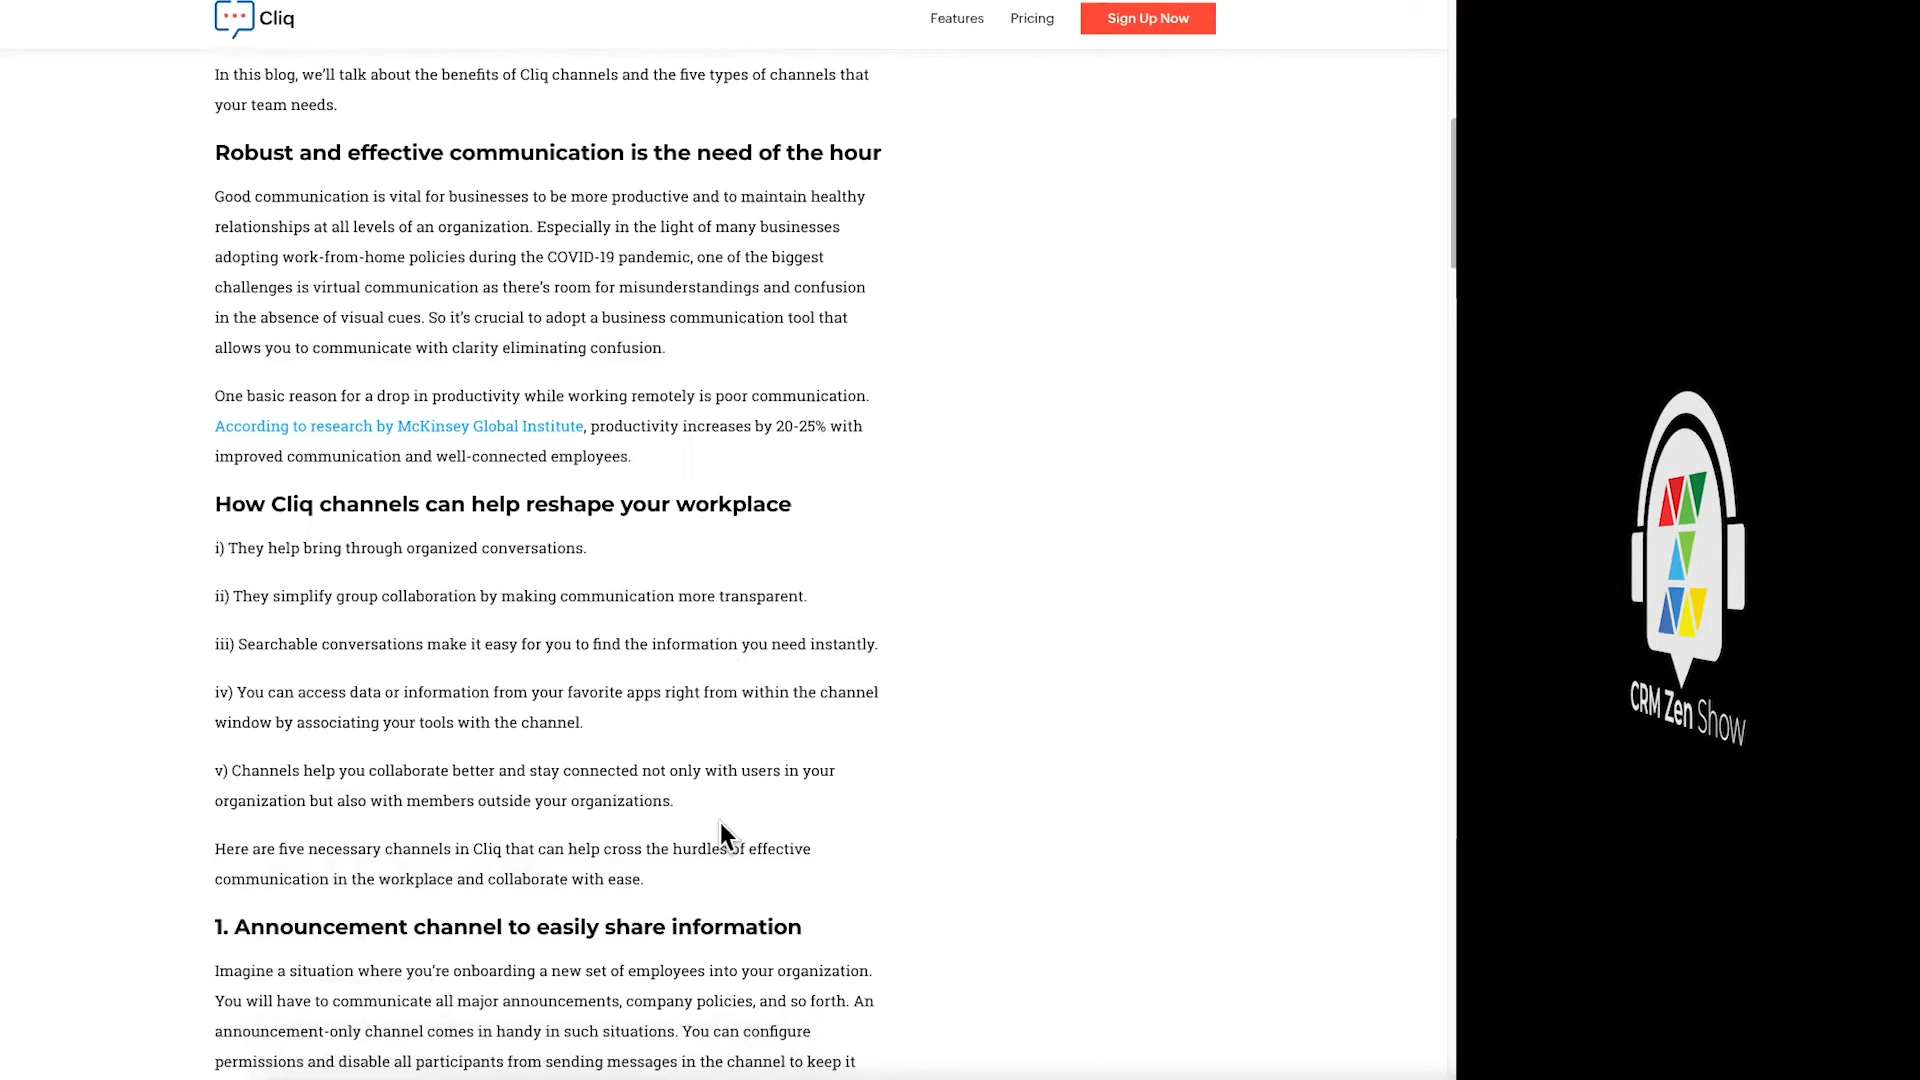 Cliq
Features
Pricing
Sign Up Now
In this blog, we’ll talk about the benefits of Cliq channels and the five types of channels that
your team needs.
Robust and effective communication is the need of the hour
Good communication is vital for businesses to be more productive and to maintain healthy
relationships at all levels of an organization. Especially in the light of many businesses
adopting work-from-home policies during the COVID-19 pandemic, one of the biggest
challenges is virtual communication as there’s room for misunderstandings and confusion
in the absence of visual cues. So it’s crucial to adopt a business communication tool that
allows you to communicate with clarity eliminating confusion.
One basic reason for a drop in productivity while working remotely is poor communication.
According to research by McKinsey Global Institute, productivity increases by 20-25% with
improved communication and well-connected employees.
How Cliq channels can help reshape your workplace
i) They help bring through organized conversations.
ii) They simplify group collaboration by making communication more transparent.
iii) Searchable conversations make it easy for you to find the information you need instantly.
iv) You can access data or information from your favorite apps right from within the channel
window by associating your tools with the channel.
v) Channels help you collaborate better and stay connected not only with users in your
organization but also with members outside your organizations.
Here are five necessary channels in Cliq that can help cross the hurdles of effective
communication in the workplace and collaborate with ease.
1. Announcement channel to easily share information
Imagine a situation where you’re onboarding a new set of employees into your organization.
You will have to communicate all major announcements, company policies, and so forth. An
announcement-only channel comes in handy in such situations. You can configure
permissions and disable all participants from sending messages in the channel to keep it
CRM Zen Show